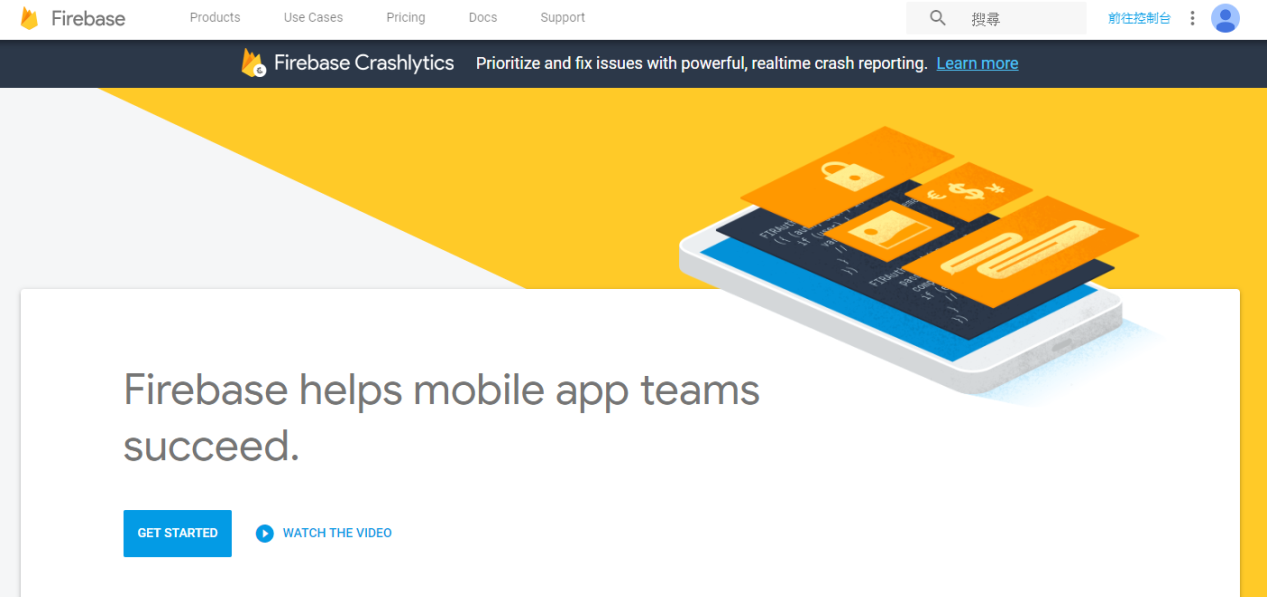 Firebase
Products
Use Cases
Pricing
Docs
Support
搜尋
前往控制台
Firebase Crashlytics
Prioritize and fix issues with powerful, realtime crash reporting. Learn more
Firebase helps mobile app teams
succeed.
GET STARTED
WATCH THE VIDEO